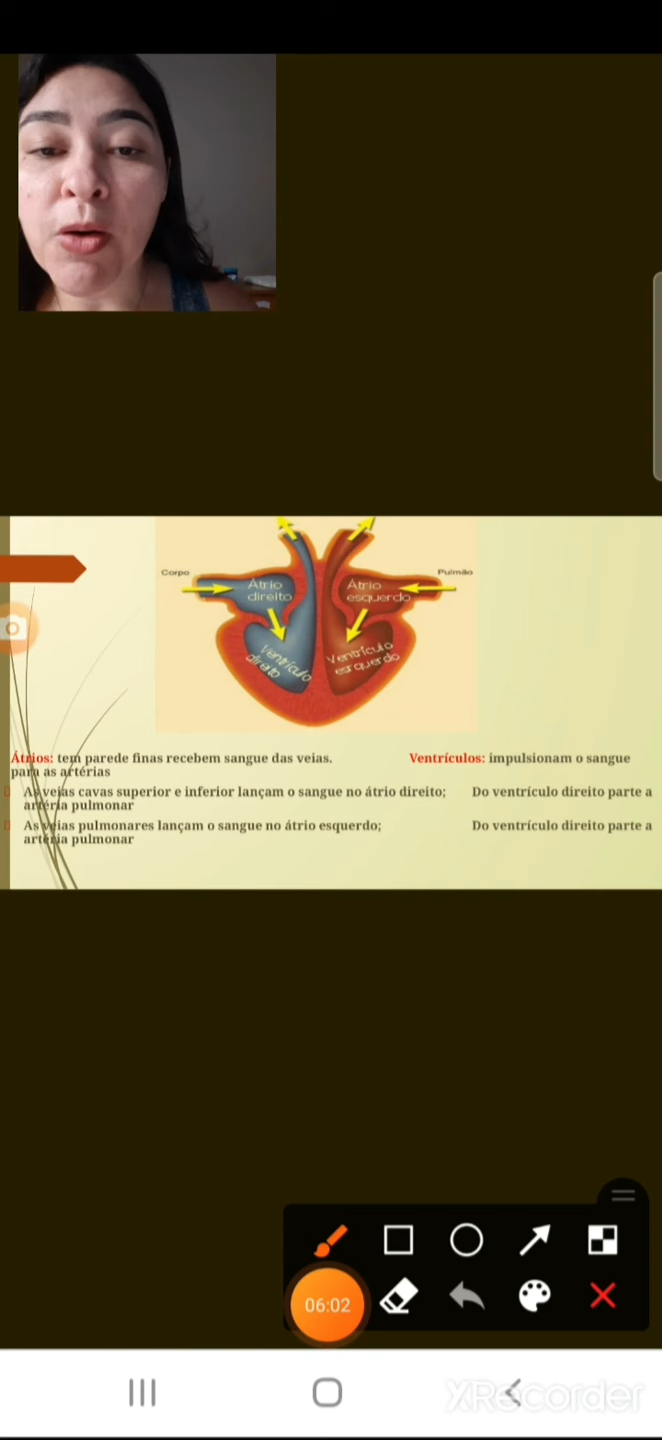 Corpo
Pulmão
Átrio
direito
Átrio
esquerdo
Ventrículo
direito
Ventrículo
esquerdo
Átrios: tem parede finas recebem sangue das veias. Ventrículos: impulsionam o sangue
para as artérias
As veias cavas superior e inferior lançam o sangue no átrio direito; Do ventrículo direito parte a
artéria pulmonar
As veias pulmonares lançam o sangue no átrio esquerdo; Do ventrículo direito parte a
artéria pulmonar
06:02
XRecorder